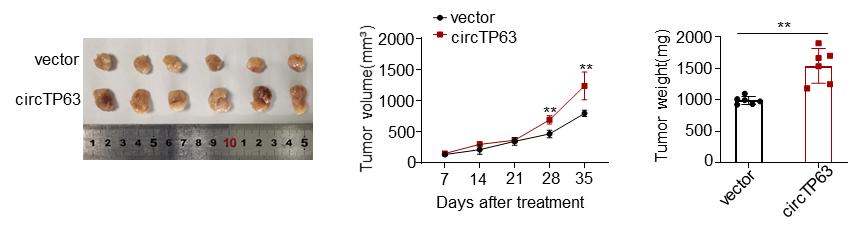 vector
circTP63
1 2 3 4 5 6 7 8 9 10 1 2 3 4 5
vector
circTP63
Tumor volume(mm³)
2000
1500
1000
500
0
**
**
7 14 21 28 35
Days after treatment
Tumor weight(mg)
2000
1500
1000
500
0
**
vector
circTP63